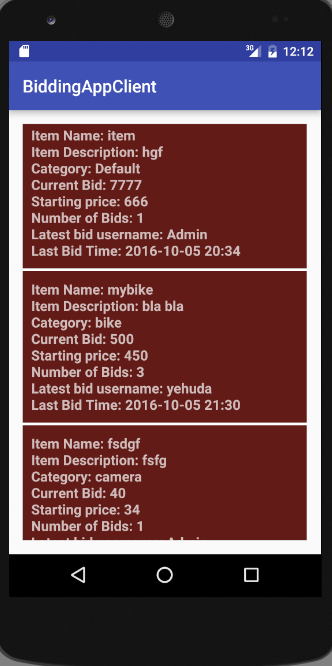 3G 12:12
BiddingAppClient
Item Name: item
Item Description: hgf
Category: Default
Current Bid: 7777
Starting price: 666
Number of Bids: 1
Latest bid username: Admin
Last Bid Time: 2016-10-05 20:34
Item Name: mybike
Item Description: bla bla
Category: bike
Current Bid: 500
Starting price: 450
Number of Bids: 3
Latest bid username: yehuda
Last Bid Time: 2016-10-05 21:30
Item Name: fsdgf
Item Description: fsfg
Category: camera
Current Bid: 40
Starting price: 34
Number of Bids: 1